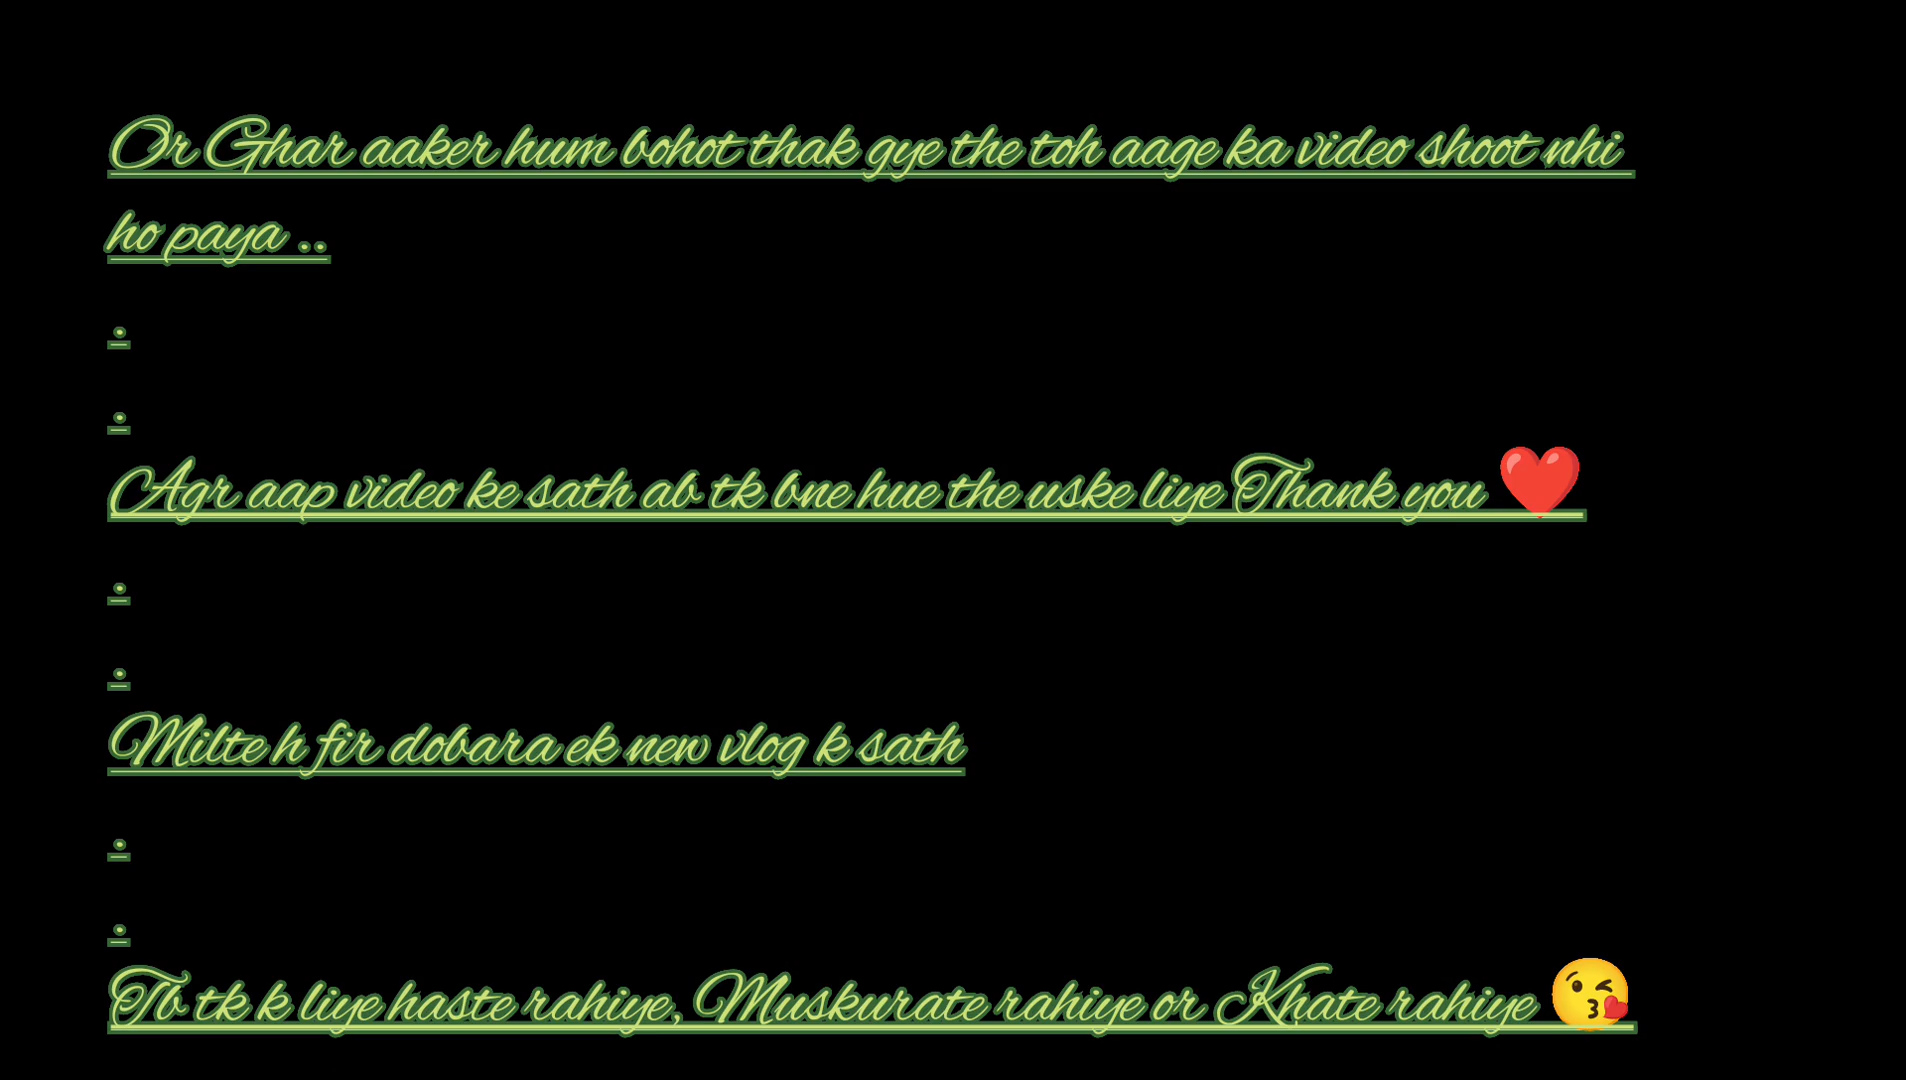 Or Ghar aaker hum bohot thak gye the toh aage ka video shoot nhi
ho paya ..
.
.
Agr aap video ke sath ab tk bne hue the uske liye Thank you ❤️
.
.
Milte h fir dobara ek new vlog k sath
.
.
Tb tk k liye haste rahiye, Muskurate rahiye or Khate rahiye 😘